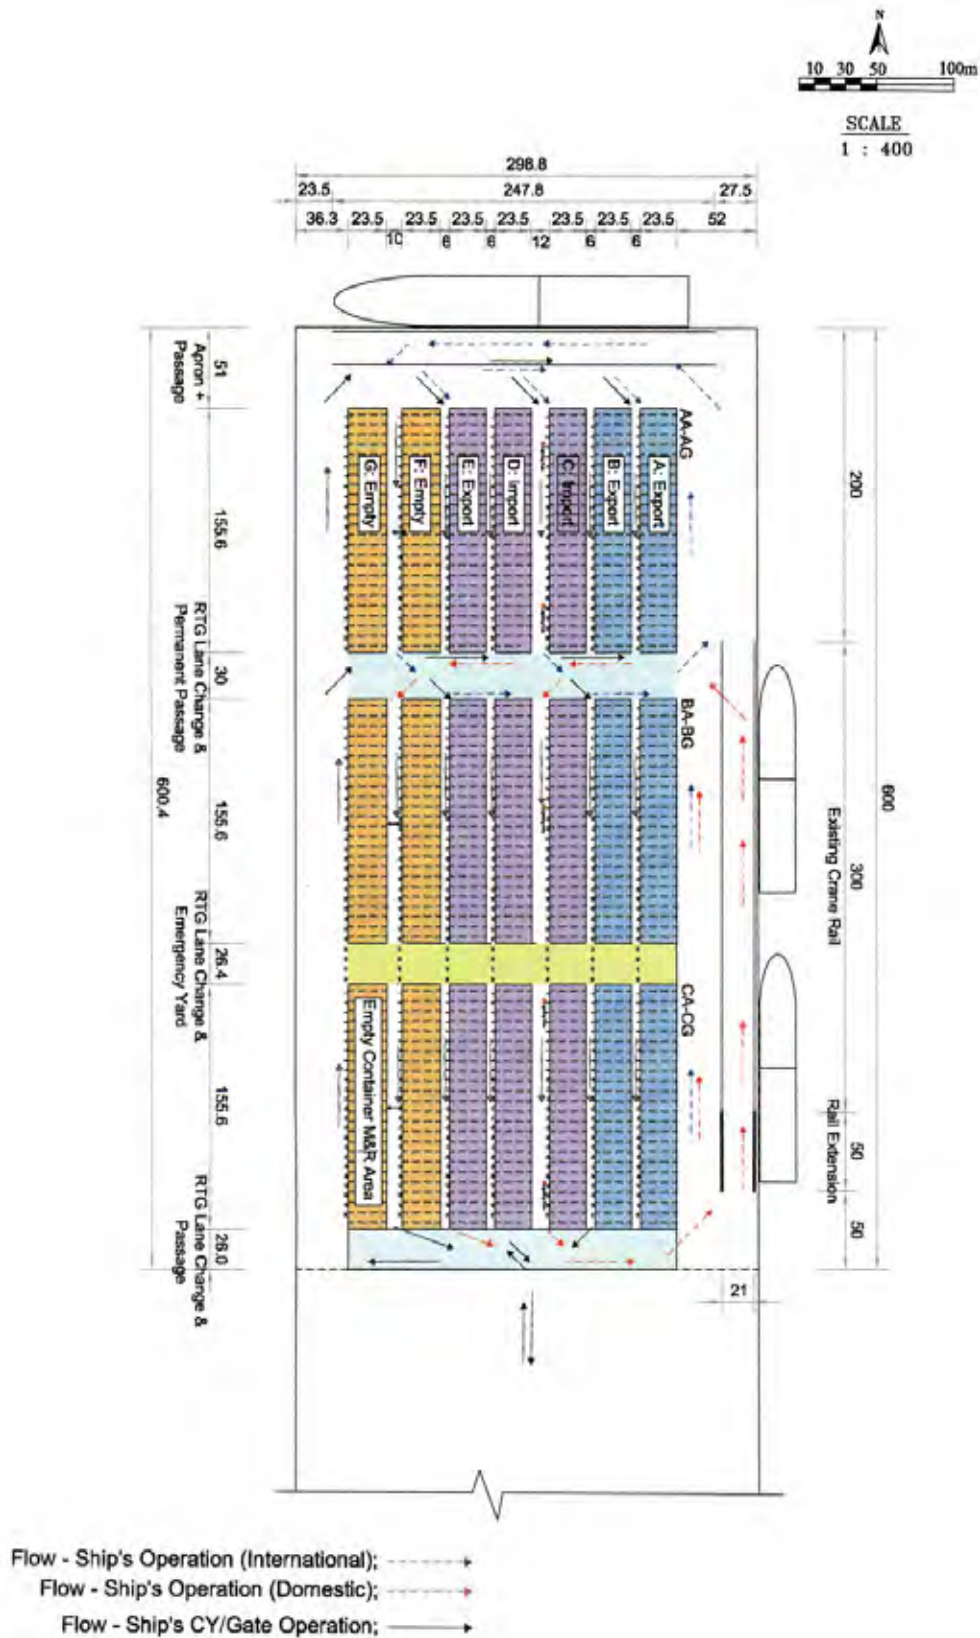 N
10 30 50 100m
SCALE
1 : 400
298.8
23.5 247.8 27.5
36.3 23.5 23.5 23.5 23.5 23.5 23.5 23.5 52
10 6 6 12 6 6
51
Apron +
Passage
155.6
30
RTG Lane Change &
Permanent Passage
155.6
26.4
RTG Lane Change &
Emergency Yard
155.6
26.0
RTG Lane Change &
Passage
600.4
G: Empty
F: Empty
E: Export
D: Import
C: Import
B: Export
A: Export
AA-AG
BA-BG
CA-CG
Empty Container M&R Area
200
300
Existing Crane Rail
50
Rail Extension
50
600
21
Flow - Ship's Operation (International);
Flow - Ship's Operation (Domestic);
Flow - Ship's CY/Gate Operation;